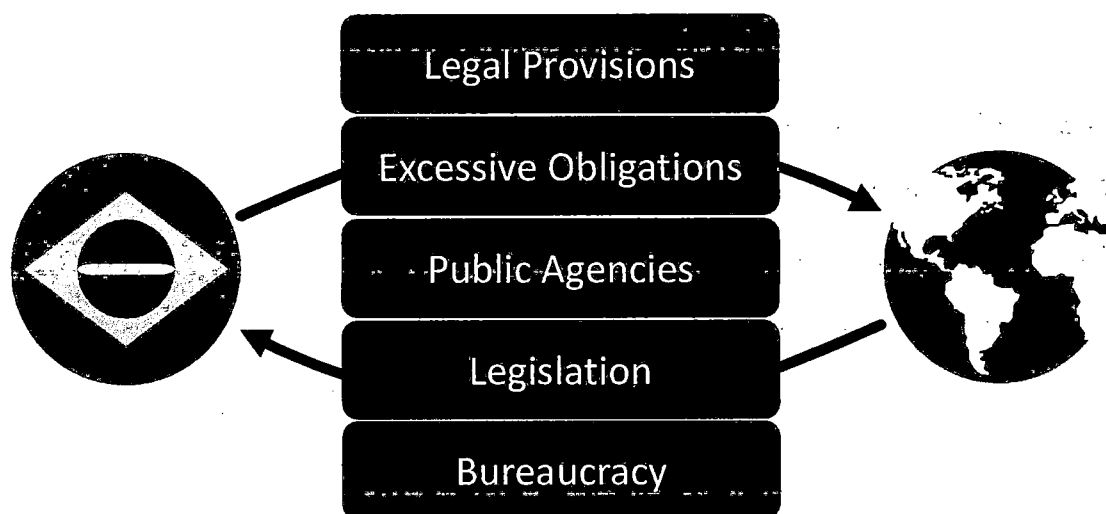 Legal Provisions
Excessive Obligations
Public Agencies
Legislation
Bureaucracy